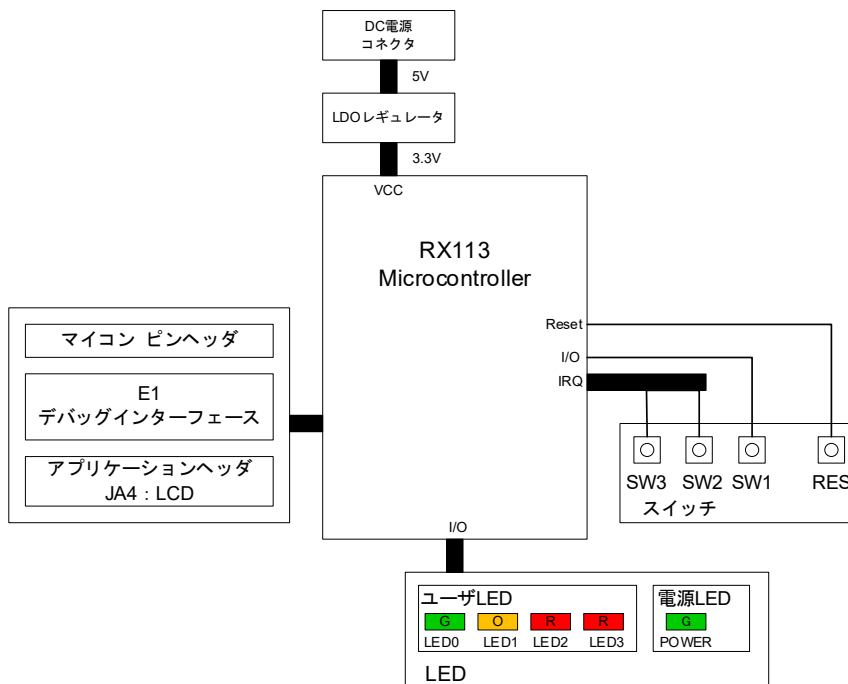 DC電源
コネクタ
5V
LDOレギュレータ
3.3V
VCC
RX113
Microcontroller
Reset
I/O
IRQ
マイコン ピンヘッダ
E1
デバッグインターフェース
アプリケーションヘッダ
JA4：LCD
SW3
SW2
SW1
RES
スイッチ
I/O
ユーザLED
G
O
R
R
LED0
LED1
LED2
LED3
電源LED
G
POWER
LED